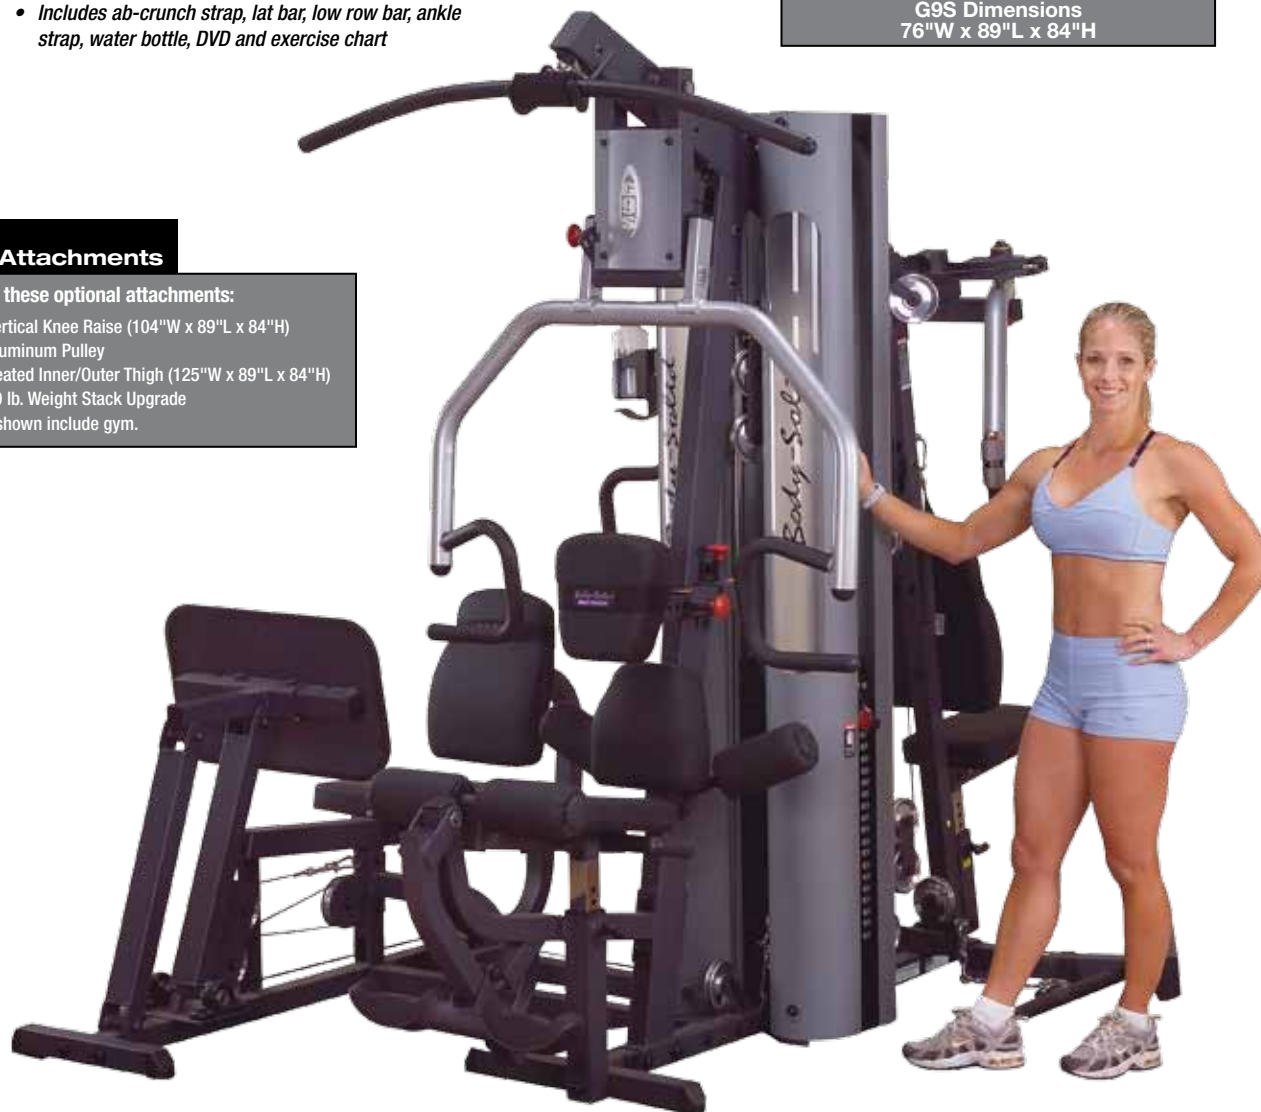 • Includes ab-crunch strap, lat bar, low row bar, ankle
strap, water bottle, DVD and exercise chart
G9S Dimensions
76"W x 89"L x 84"H
Attachments
these optional attachments:
ertical Knee Raise (104"W x 89"L x 84"H)
uminum Pulley
eated Inner/Outer Thigh (125"W x 89"L x 84"H)
lb. Weight Stack Upgrade
shown include gym.
Body-Solid
Body-Sol